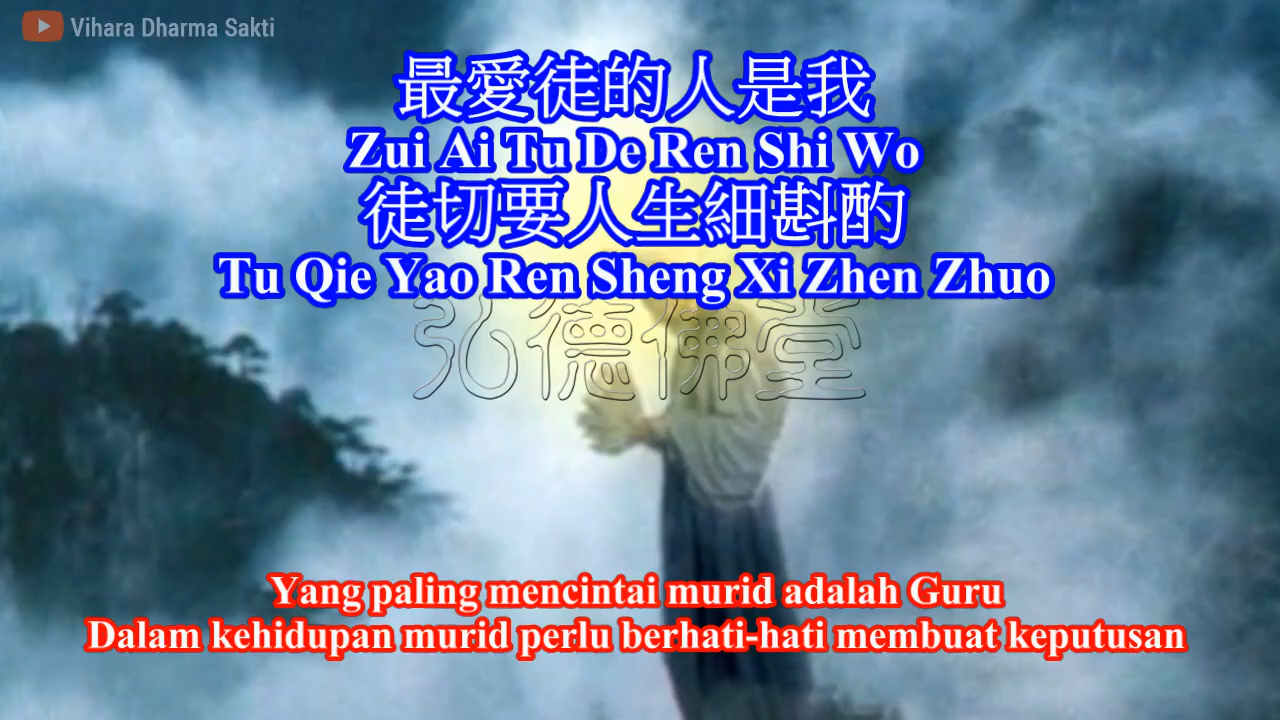 Vihara Dharma Sakti
最愛徒的人是我
Zui Ai Tu De Ren Shi Wo
徒切要人生細斟酌
Tu Qie Yao Ren Sheng Xi Zhen Zhuo
弘德佛堂
Yang paling mencintai murid adalah Guru
Dalam kehidupan murid perlu berhati-hati membuat keputusan